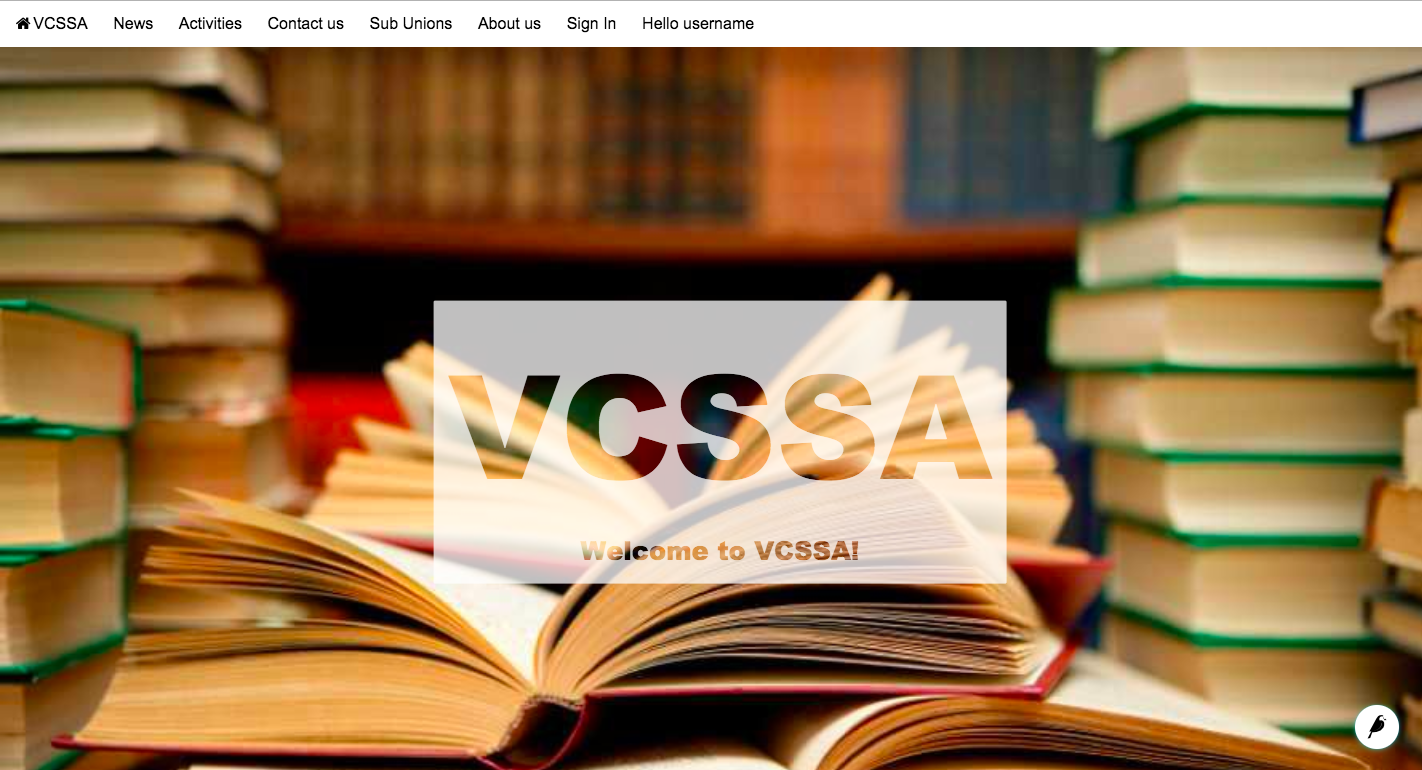 VCSSA News Activities Contact us Sub Unions About us Sign In Hello username
VCSSA
Welcome to VCSSA!